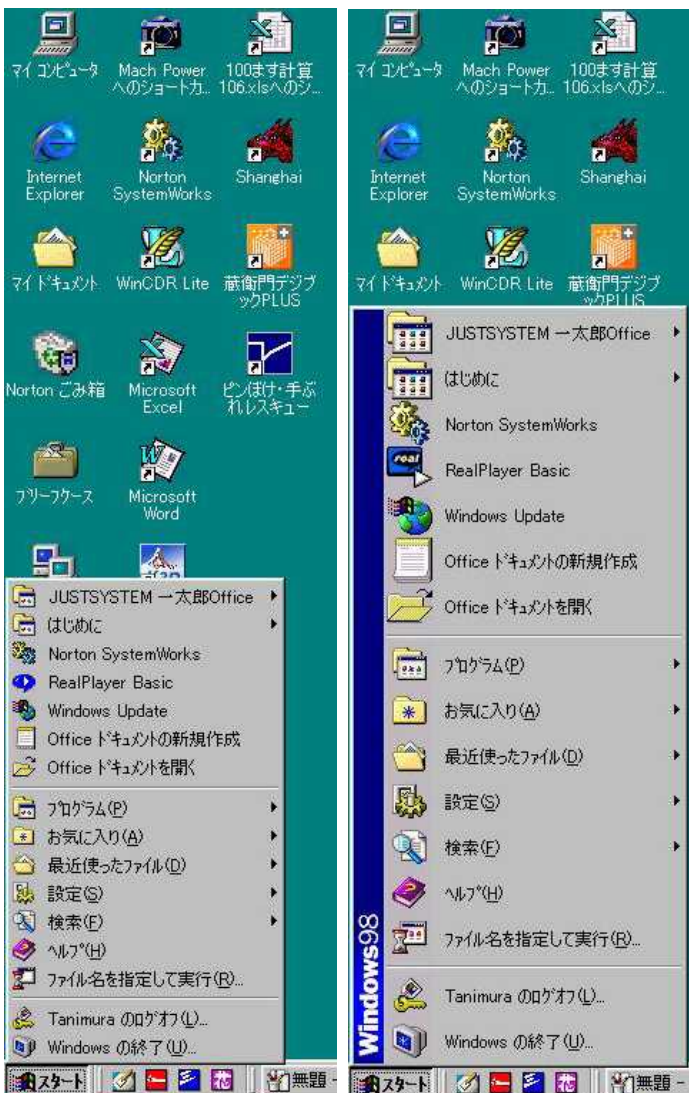 マイ コンピュータ
Mach Power
へのショートカ...
100ます計算
106.xlsへのシ...
Internet
Explorer
Norton
SystemWorks
Shanghai
マイ ドキュメント
WinCDR Lite
蔵衛門デジブ
ックPLUS
Norton ごみ箱
Microsoft
Excel
ピンぼけ・手ぶ
れレスキュー
ブリーフケース
Microsoft
Word
JUSTSYSTEM 一太郎Office
はじめに
Norton SystemWorks
RealPlayer Basic
Windows Update
Office ドキュメントの新規作成
Office ドキュメントを開く
プログラム(P)
お気に入り(A)
最近使ったファイル(D)
設定(S)
検索(F)
ヘルプ(H)
ファイル名を指定して実行(R)...
Tanimura のログオフ(L)...
Windows の終了(U)...
スタート
花
無題 -
マイ コンピュータ
Mach Power
へのショートカ...
100ます計算
106.xlsへのシ...
Internet
Explorer
Norton
SystemWorks
Shanghai
マイ ドキュメント
WinCDR Lite
蔵衛門デジブ
ックPLUS
JUSTSYSTEM 一太郎Office
はじめに
Norton SystemWorks
real
RealPlayer Basic
Windows Update
Office ドキュメントの新規作成
Office ドキュメントを開く
プログラム(P)
お気に入り(A)
最近使ったファイル(D)
設定(S)
検索(F)
ヘルプ(H)
ファイル名を指定して実行(R)...
Tanimura のログオフ(L)...
Windows の終了(U)...
Windows98
スタート
花
無題 -